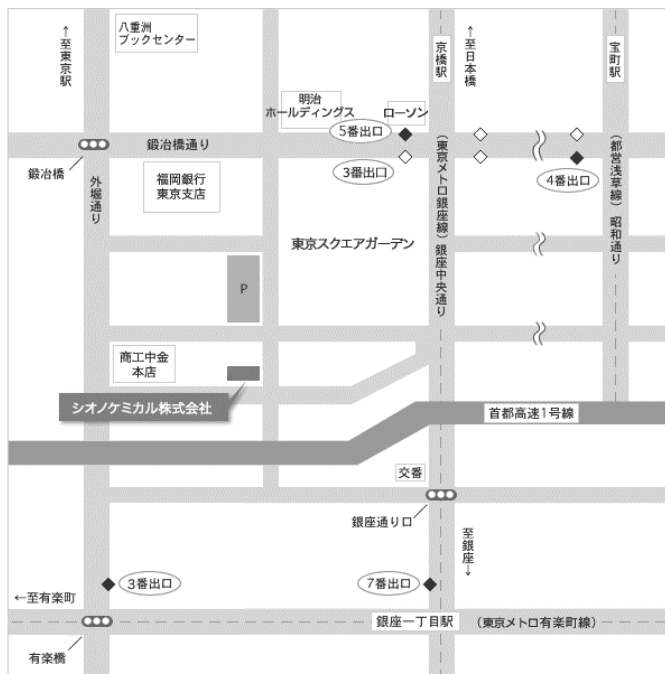 ←至東京駅
八重洲
ブックセンター
京橋駅
←至日本橋
宝町駅
明治
ホールディングス
ローソン
5番出口
鍛冶橋通り
3番出口
4番出口
鍛冶橋
外堀通り
福岡銀行
東京支店
（東京メトロ銀座線）銀座中央通り
（都営浅草線）昭和通り
東京スクエアガーデン
P
商工中金
本店
シオノケミカル株式会社
首都高速1号線
交番
銀座通り口
至銀座→
3番出口
7番出口
←至有楽町
銀座一丁目駅
（東京メトロ有楽町線）
有楽橋